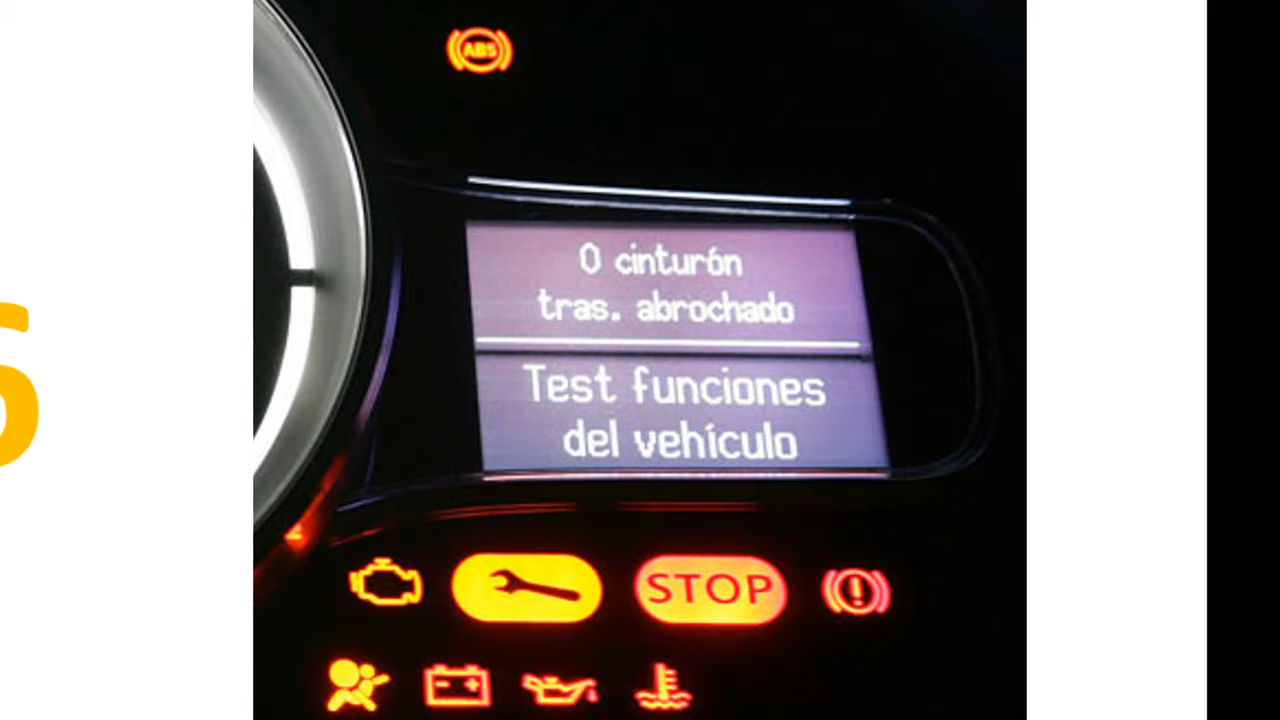 ABS
0 cinturón
tras. abrochado
Test funciones
del vehículo
STOP